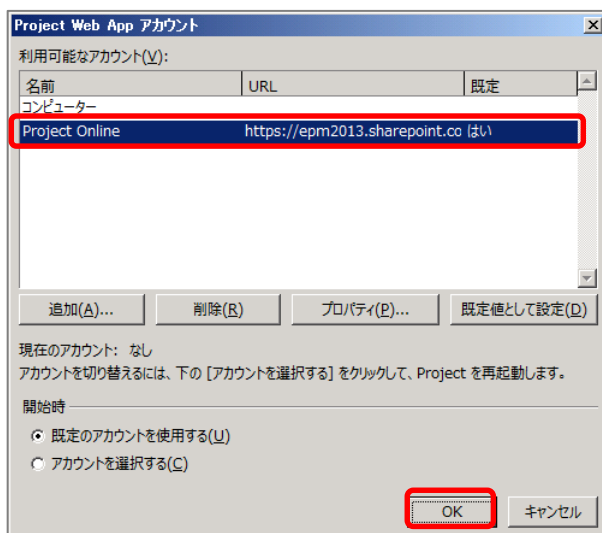 Project Web App アカウント
利用可能なアカウント(V):
名前 URL 既定
コンピューター
Project Online https://epm2013.sharepoint.co はい
追加(A)... 削除(R) プロパティ(P)... 既定値として設定(D)
現在のアカウント: なし
アカウントを切り替えるには、下の [アカウントを選択する] をクリックして、Project を再起動します。
開始時
既定のアカウントを使用する(U)
アカウントを選択する(C)
OK キャンセル